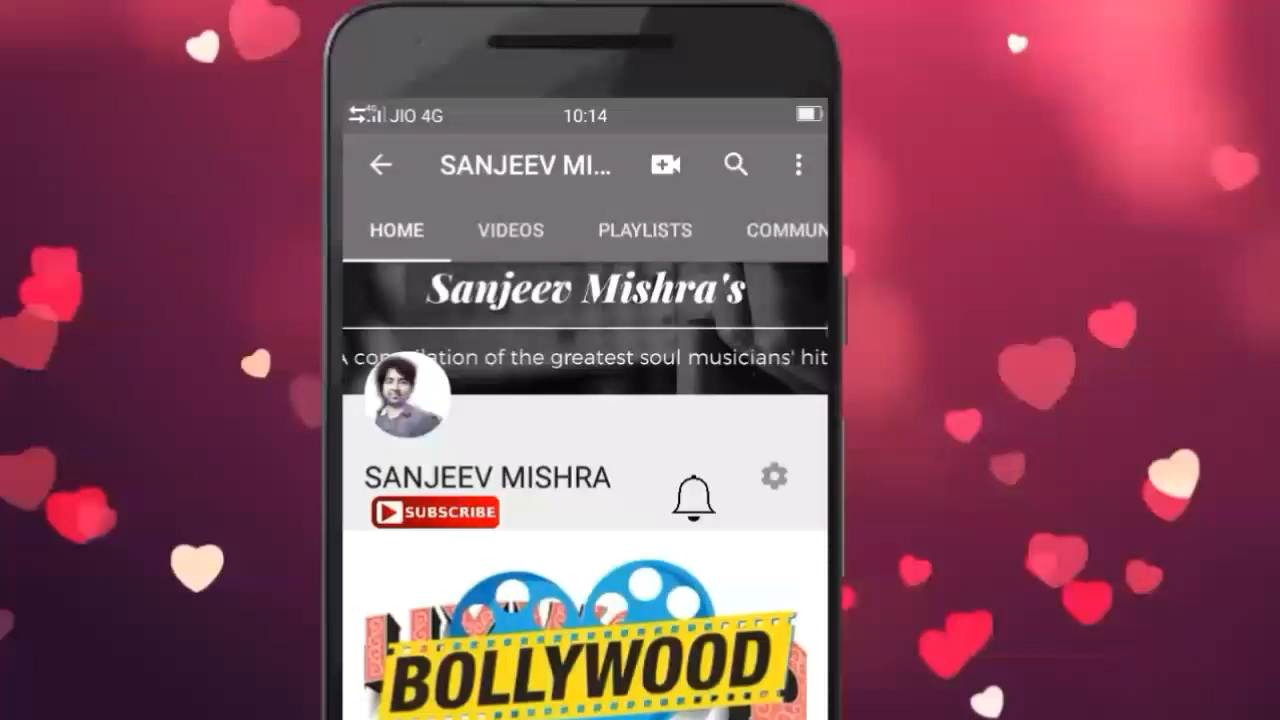 4G JIO 4G 10:14
SANJEEV MI...
HOME VIDEOS PLAYLISTS COMMUN
Sanjeev Mishra's
A compilation of the greatest soul musicians' hit
SANJEEV MISHRA
SUBSCRIBE
BOLLYWOOD